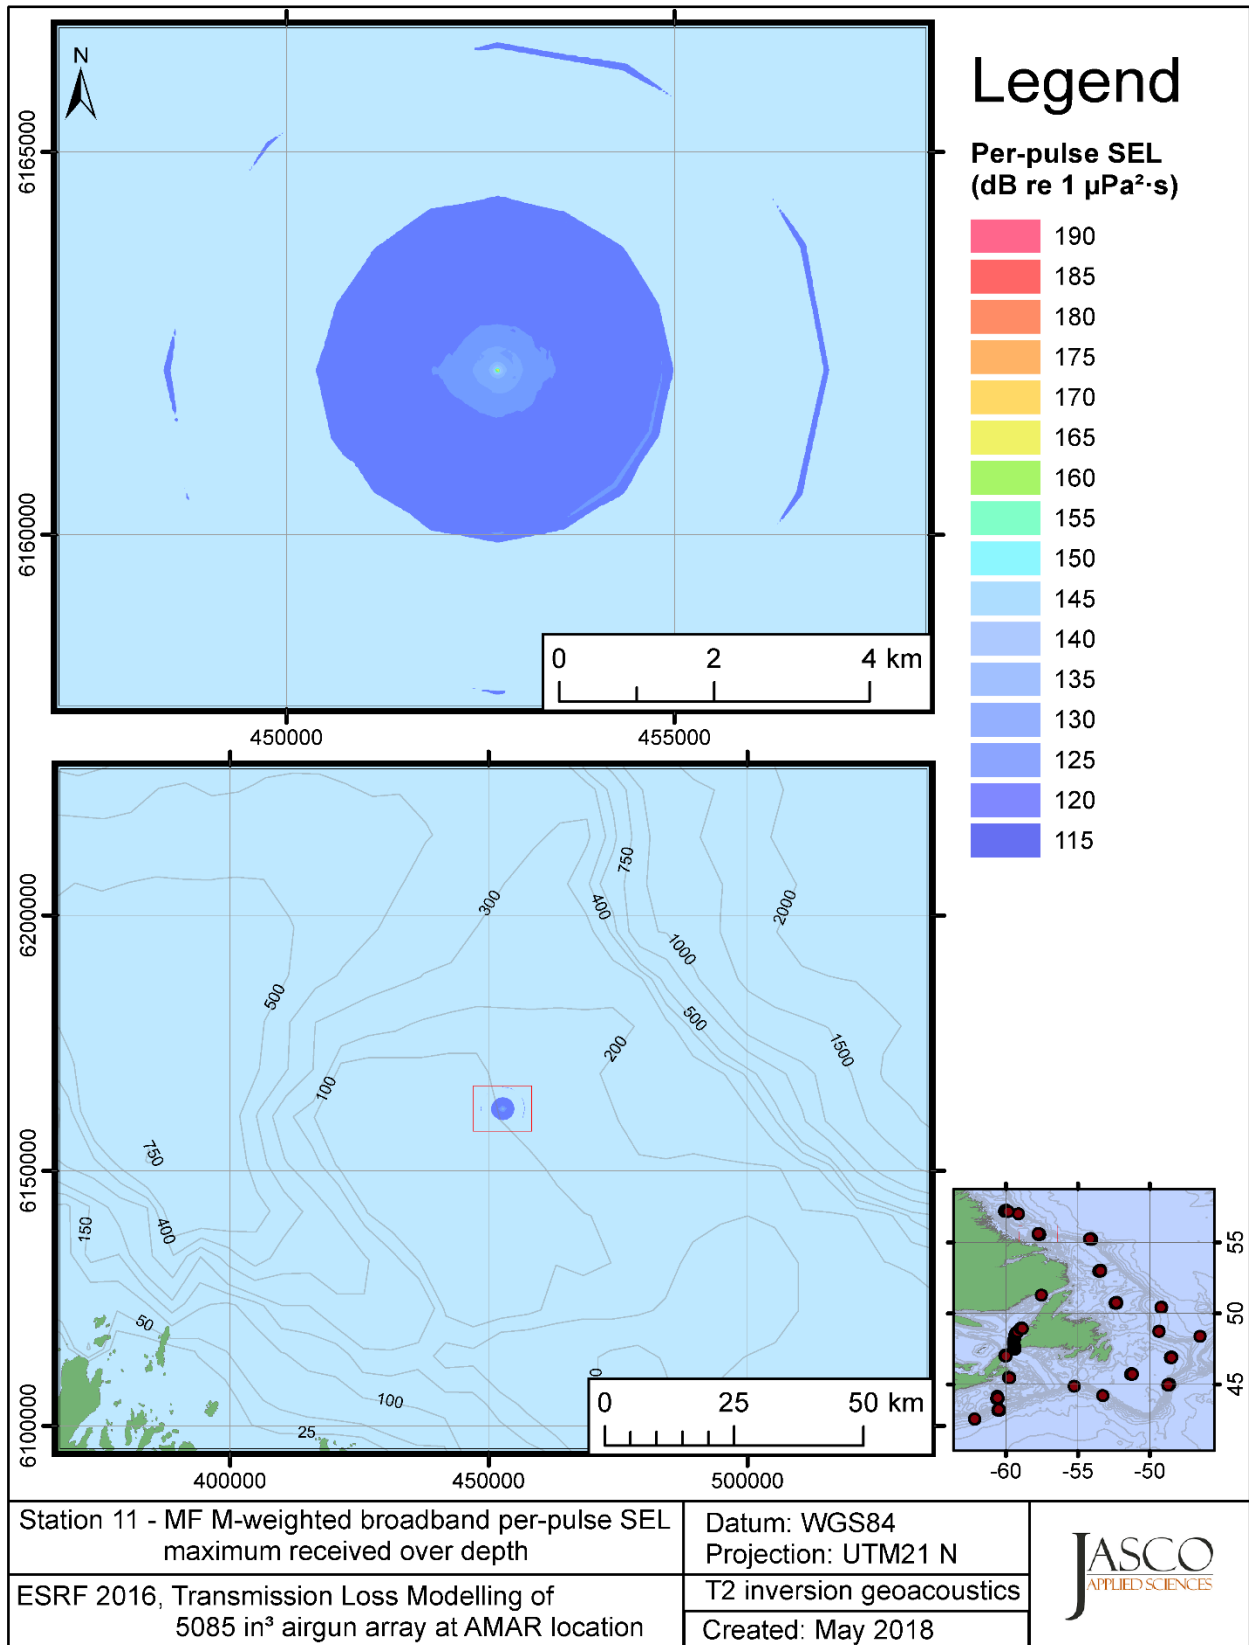 N
6165000
6160000
0 2 4 km
450000 455000
Legend
Per-pulse SEL
(dB re 1 µPa²·s)
190
185
180
175
170
165
160
155
150
145
140
135
130
125
120
115
6200000
6150000
6100000
300
750
400
2000
1000
500
500
1500
200
100
750
400
150
50
100
25
0
0 25 50 km
400000 450000 500000
55
50
45
-60 -55 -50
Station 11 - MF M-weighted broadband per-pulse SEL
maximum received over depth
ESRF 2016, Transmission Loss Modelling of
5085 in³ airgun array at AMAR location
Datum: WGS84
Projection: UTM21 N
T2 inversion geoacoustics
Created: May 2018
JASCO
APPLIED SCIENCES